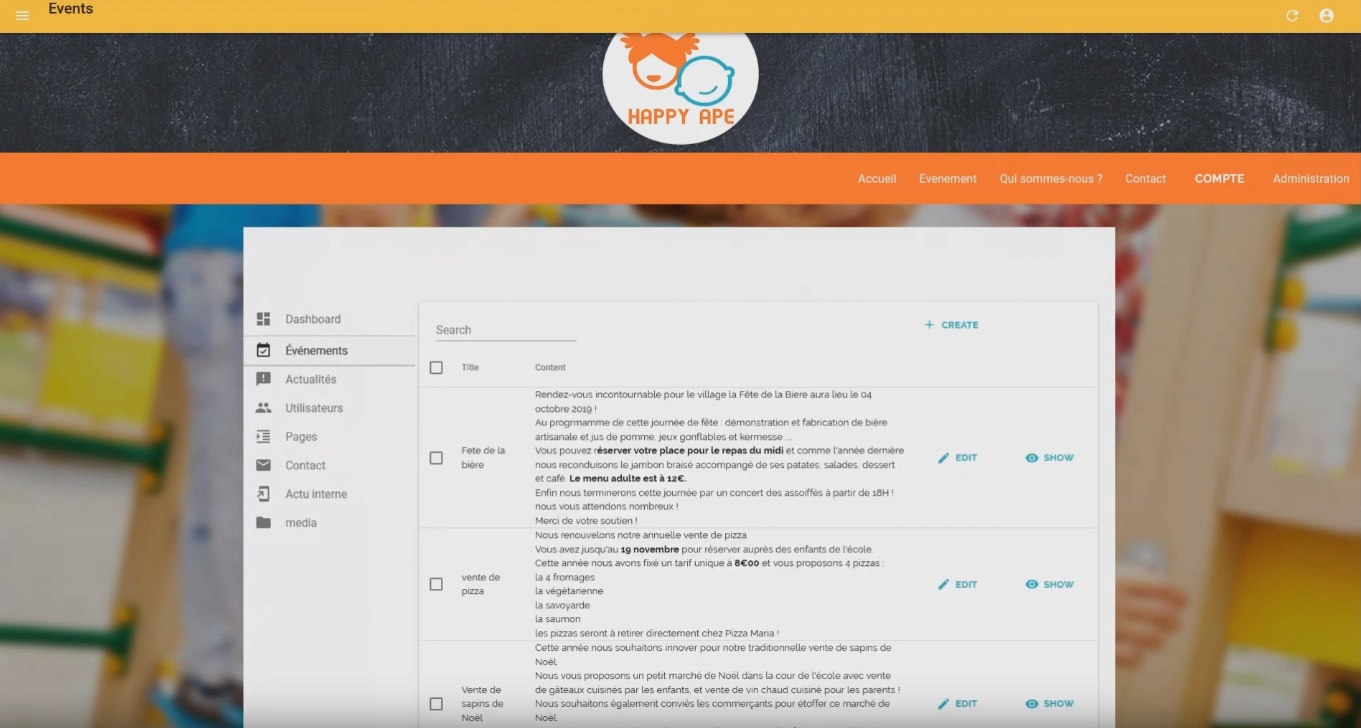 Events
HAPPY APE
Accueil Evenement Qui sommes-nous ? Contact COMPTE Administration
Dashboard
Événements
Actualités
Utilisateurs
Pages
Contact
Actu interne
media
Search
+ CREATE
Title Content
Fete de la
bière
Rendez-vous incontournable pour le village la Fête de la Biere aura lieu le 04
octobre 2019 !
Au progrmamme de cette journée de fête : démonstration et fabrication de bière
artisanale et jus de pomme, jeux gonflables et kermesse ...
Vous pouvez réserver votre place pour le repas du midi et comme l'année dernière
nous reconduisons le jambon braisé accompangé de ses patates, salades, dessert
et café. Le menu adulte est à 12€.
Enfin nous terminerons cette journée par un concert des assoiffés à partir de 18H !
nous vous attendons nombreux !
Merci de votre soutien !
EDIT SHOW
vente de
pizza
Nous renouvelons notre annuelle vente de pizza.
Vous avez jusqu'au 19 novembre pour réserver auprès des enfants de l'école.
Cette année nous avons fixé un tarif unique à 8€00 et vous proposons 4 pizzas :
la 4 fromages
la végétarienne
la savoyarde
la saumon
les pizzas seront à retirer directement chez Pizza Maria !
EDIT SHOW
Vente de
sapins de
Noël
Cette année nous souhaitons innover pour notre traditionnelle vente de sapins de
Noël.
Nous vous proposons un petit marché de Noël dans la cour de l'école avec vente
de gâteaux cuisinés par les enfants, et vente de vin chaud cuisiné pour les parents !
Nous souhaitons également conviés les commerçants pour étoffer ce marché de
Noël.
EDIT SHOW